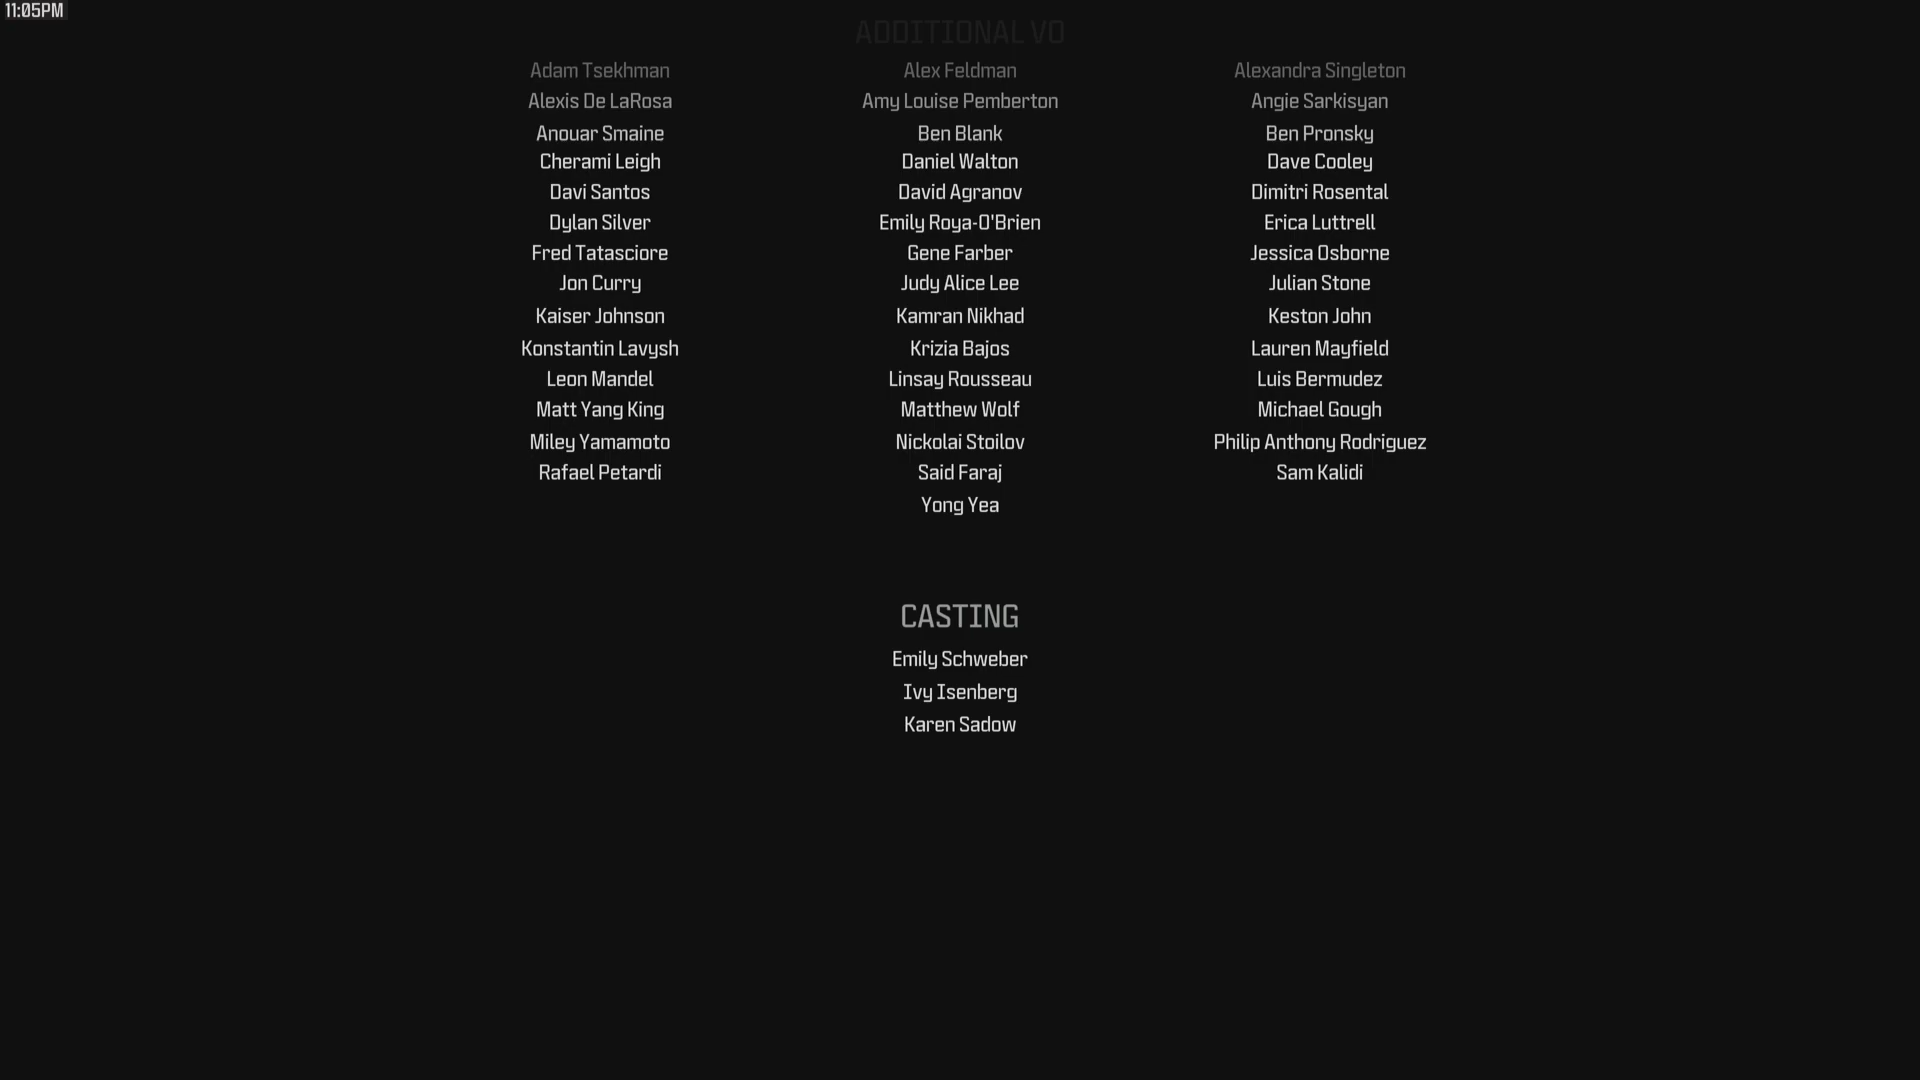 11:05PM
ADDITIONAL VO
Adam Tsekhman Alex Feldman Alexandra Singleton
Alexis De LaRosa Amy Louise Pemberton Angie Sarkisyan
Anouar Smaine Ben Blank Ben Pronsky
Cherami Leigh Daniel Walton Dave Cooley
Davi Santos David Agranov Dimitri Rosental
Dylan Silver Emily Roya-O'Brien Erica Luttrell
Fred Tatasciore Gene Farber Jessica Osborne
Jon Curry Judy Alice Lee Julian Stone
Kaiser Johnson Kamran Nikhad Keston John
Konstantin Lavysh Krizia Bajos Lauren Mayfield
Leon Mandel Linsay Rousseau Luis Bermudez
Matt Yang King Matthew Wolf Michael Gough
Miley Yamamoto Nickolai Stoilov Philip Anthony Rodriguez
Rafael Petardi Said Faraj Sam Kalidi
Yong Yea
CASTING
Emily Schweber
Ivy Isenberg
Karen Sadow